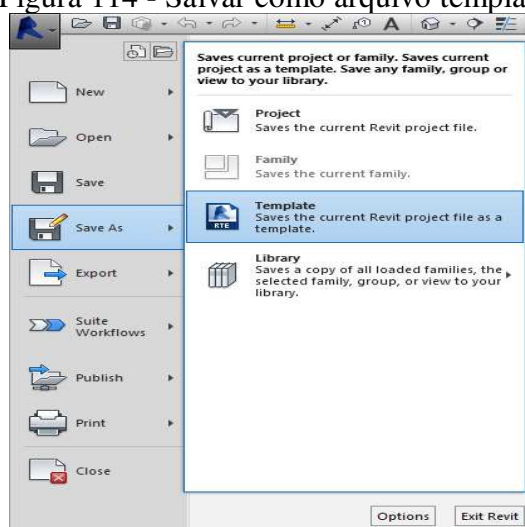 Figura 114 - Salvar como arquivo templa
New
Open
Save
Save As
Export
Suite
Workflows
Publish
Print
Close
Saves current project or family. Saves current
project as a template. Save any family, group or
view to your library.
Project
Saves the current Revit project file.
Family
Saves the current family.
RTE
Template
Saves the current Revit project file as a
template.
Library
Saves a copy of all loaded families, the
selected family, group, or view to your
library.
Options
Exit Revit